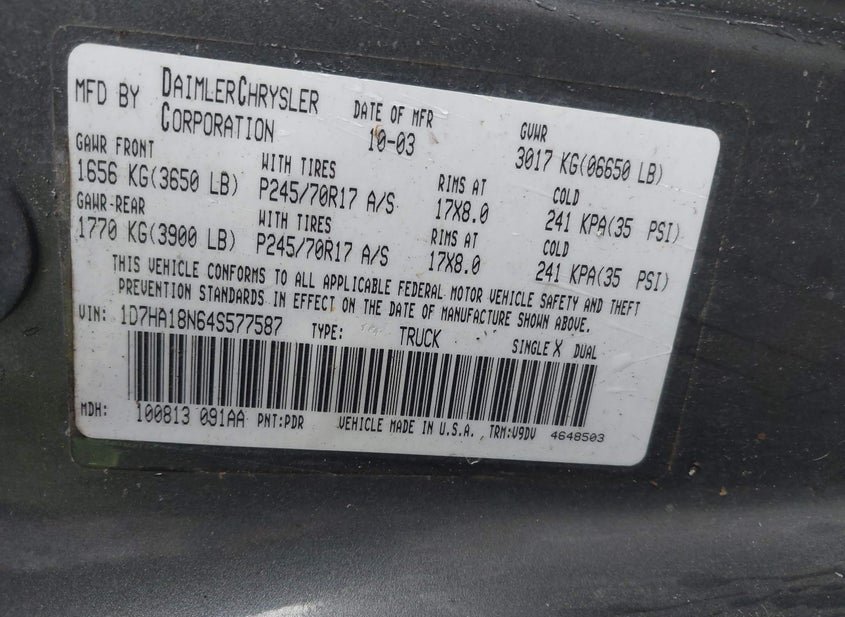 MFD BY DAIMLERCHRYSLER CORPORATION
DATE OF MFR 10-03
GVWR 3017 KG(06650 LB)
GAWR FRONT WITH TIRES RIMS AT COLD
1656 KG(3650 LB) P245/70R17 A/S 17X8.0 241 KPA(35 PSI)
GAWR-REAR WITH TIRES RIMS AT COLD
1770 KG(3900 LB) P245/70R17 A/S 17X8.0 241 KPA(35 PSI)
THIS VEHICLE CONFORMS TO ALL APPLICABLE FEDERAL MOTOR VEHICLE SAFETY AND THEFT
PREVENTION STANDARDS IN EFFECT ON THE DATE OF MANUFACTURE SHOWN ABOVE.
VIN: 1D7HA18N64S577587 TYPE: TRUCK SINGLE X DUAL
MDH: 100813 091AA PNT:PDR VEHICLE MADE IN U.S.A. TRM:V9DV 4648503